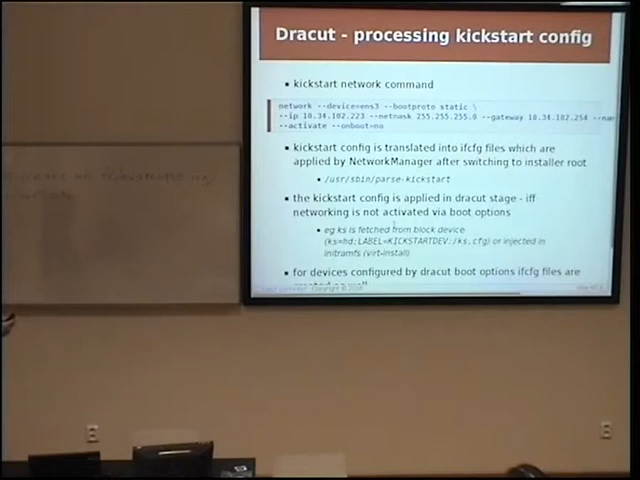 Dracut - processing kickstart config
▪ kickstart network command
network --device=ens3 --bootproto static \
--ip 10.34.102.223 --netmask 255.255.255.0 --gateway 10.34.102.254
--activate --onboot=no
▪ kickstart config is translated into ifcfg files which are
applied by NetworkManager after switching to installer root
• /usr/sbin/parse-kickstart
▪ the kickstart config is applied in dracut stage - iff
networking is not activated via boot options
• eg ks is fetched from block device
(ks=hd:LABEL=KICKSTARTDEV:/ks.cfg) or injected in
initramfs (virt-install)
▪ for devices configured by dracut boot options ifcfg files are